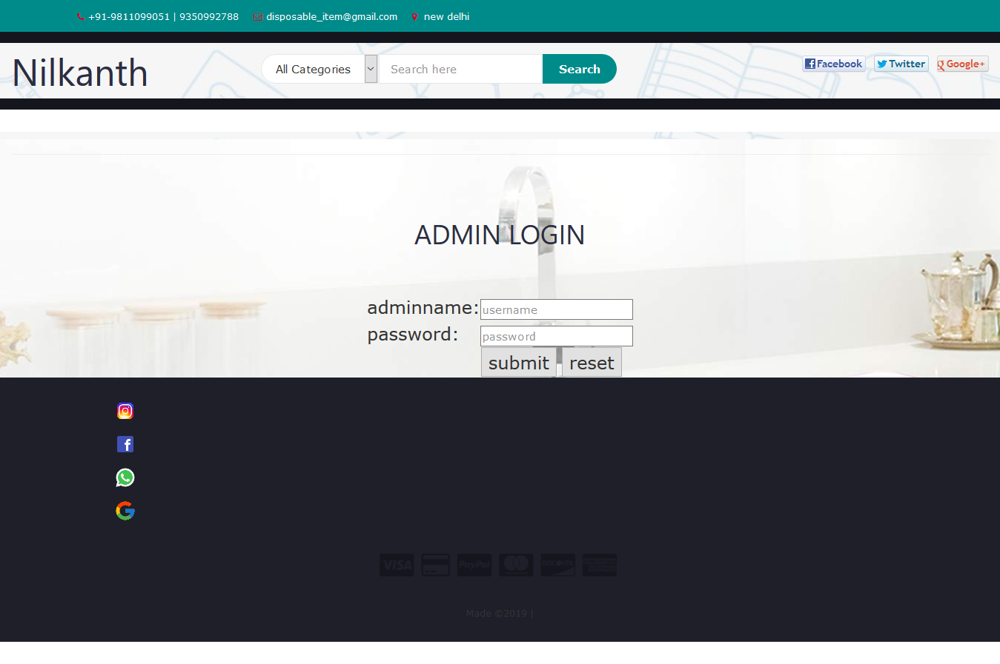 +91-9811099051 | 9350992788 disposable_item@gmail.com new delhi
Nilkanth
All Categories Search here Search
Facebook Twitter Google+
ADMIN LOGIN
adminname: username
password: password
submit reset
VISA PayPal DISCOVER
Made ©2019 |